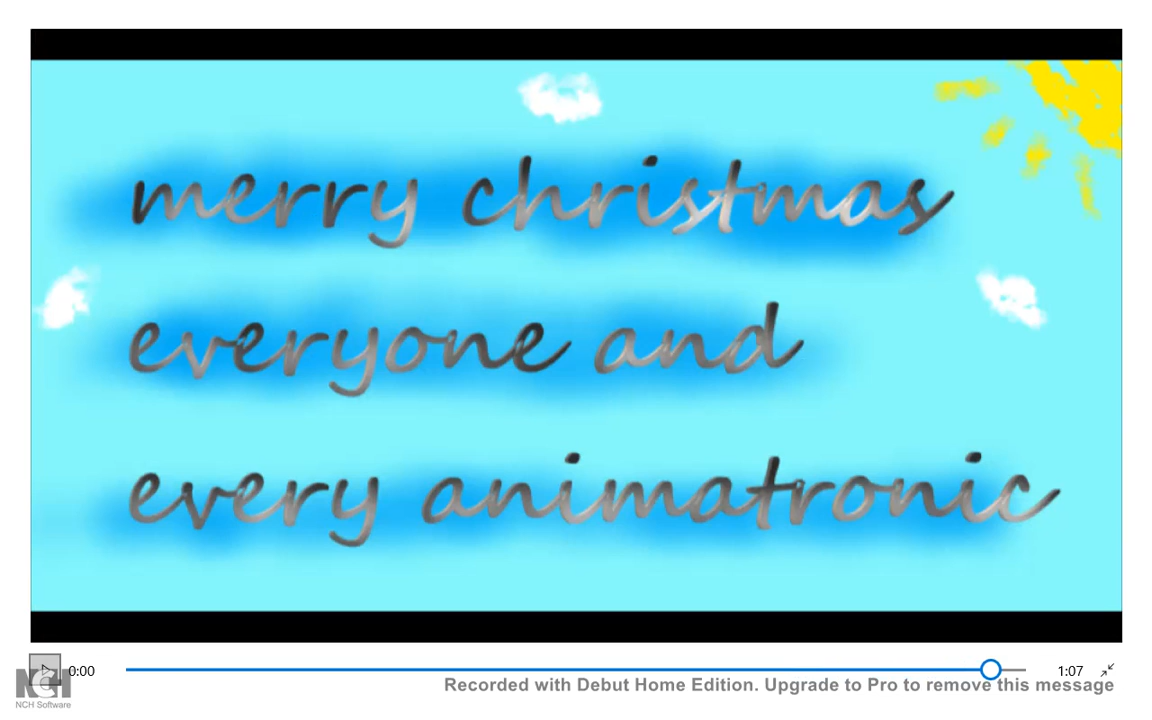 merry christmas
everyone and
every animatronic
0:00
1:07
Recorded with Debut Home Edition. Upgrade to Pro to remove this message
NCH
NCH Software